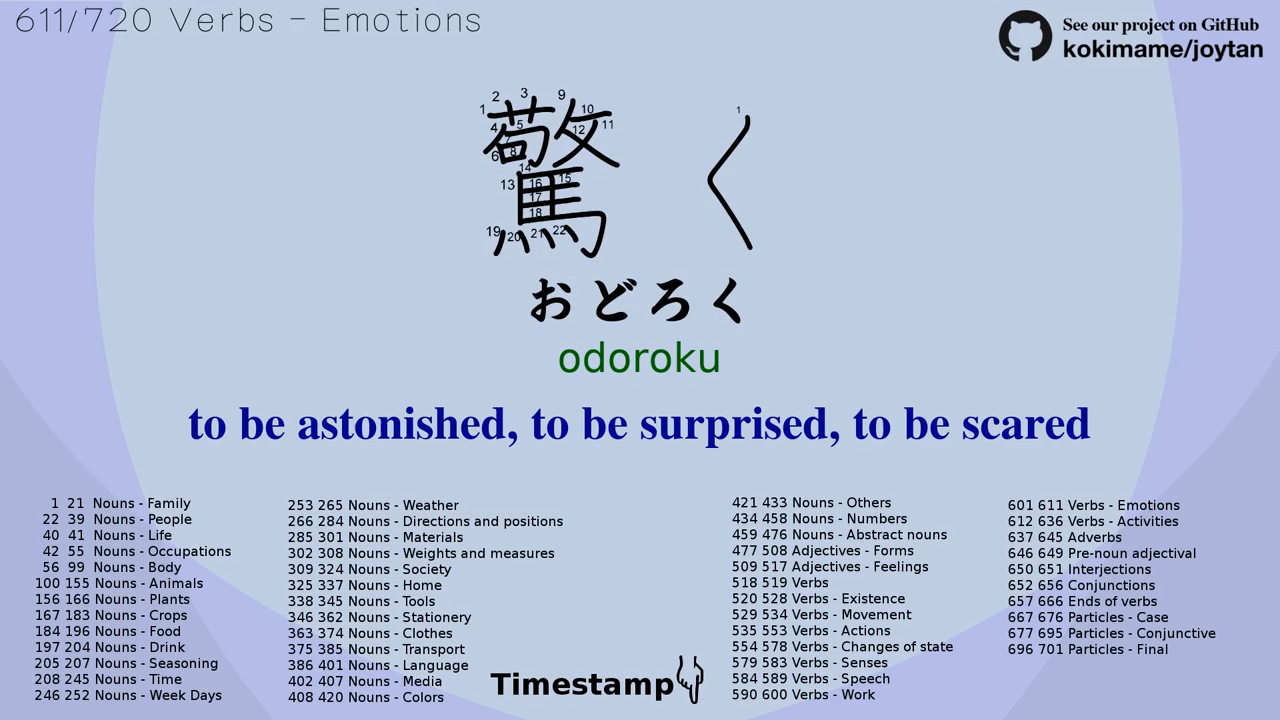 611/720 Verbs - Emotions
See our project on GitHub
kokimame/joytan
驚く
おどろく
odoroku
to be astonished, to be surprised, to be scared
1 21 Nouns - Family
22 39 Nouns - People
40 41 Nouns - Life
42 55 Nouns - Occupations
56 99 Nouns - Body
100 155 Nouns - Animals
156 166 Nouns - Plants
167 183 Nouns - Crops
184 196 Nouns - Food
197 204 Nouns - Drink
205 207 Nouns - Seasoning
208 245 Nouns - Time
246 252 Nouns - Week Days
253 265 Nouns - Weather
266 284 Nouns - Directions and positions
285 301 Nouns - Materials
302 308 Nouns - Weights and measures
309 324 Nouns - Society
325 337 Nouns - Home
338 345 Nouns - Tools
346 362 Nouns - Stationery
363 374 Nouns - Clothes
375 385 Nouns - Transport
386 401 Nouns - Language
402 407 Nouns - Media
408 420 Nouns - Colors
Timestamp
421 433 Nouns - Others
434 458 Nouns - Numbers
459 476 Nouns - Abstract nouns
477 508 Adjectives - Forms
509 517 Adjectives - Feelings
518 519 Verbs
520 528 Verbs - Existence
529 534 Verbs - Movement
535 553 Verbs - Actions
554 578 Verbs - Changes of state
579 583 Verbs - Senses
584 589 Verbs - Speech
590 600 Verbs - Work
601 611 Verbs - Emotions
612 636 Verbs - Activities
637 645 Adverbs
646 649 Pre-noun adjectival
650 651 Interjections
652 656 Conjunctions
657 666 Ends of verbs
667 676 Particles - Case
677 695 Particles - Conjunctive
696 701 Particles - Final